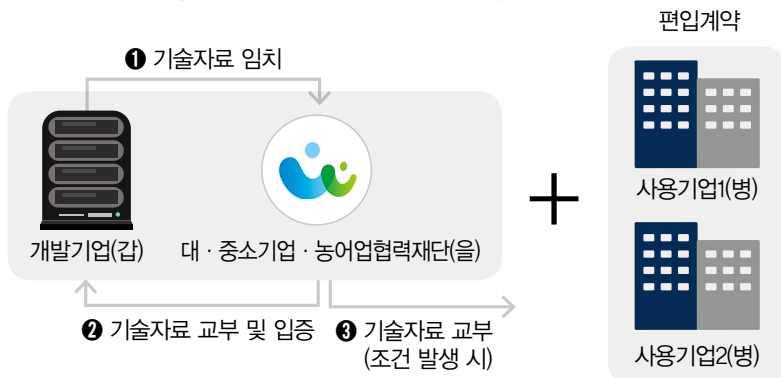 편입계약
❶ 기술자료 임치
개발기업(갑)
대 · 중소기업 · 농어업협력재단(을)
사용기업1(병)
❷ 기술자료 교부 및 입증
❸ 기술자료 교부
(조건 발생 시)
사용기업2(병)